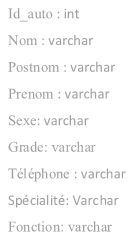 Id_auto : int
Nom : varchar
Postnom : varchar
Prenom : varchar
Sexe: varchar
Grade: varchar
Téléphone : varchar
Spécialité: Varchar
Fonction: varchar